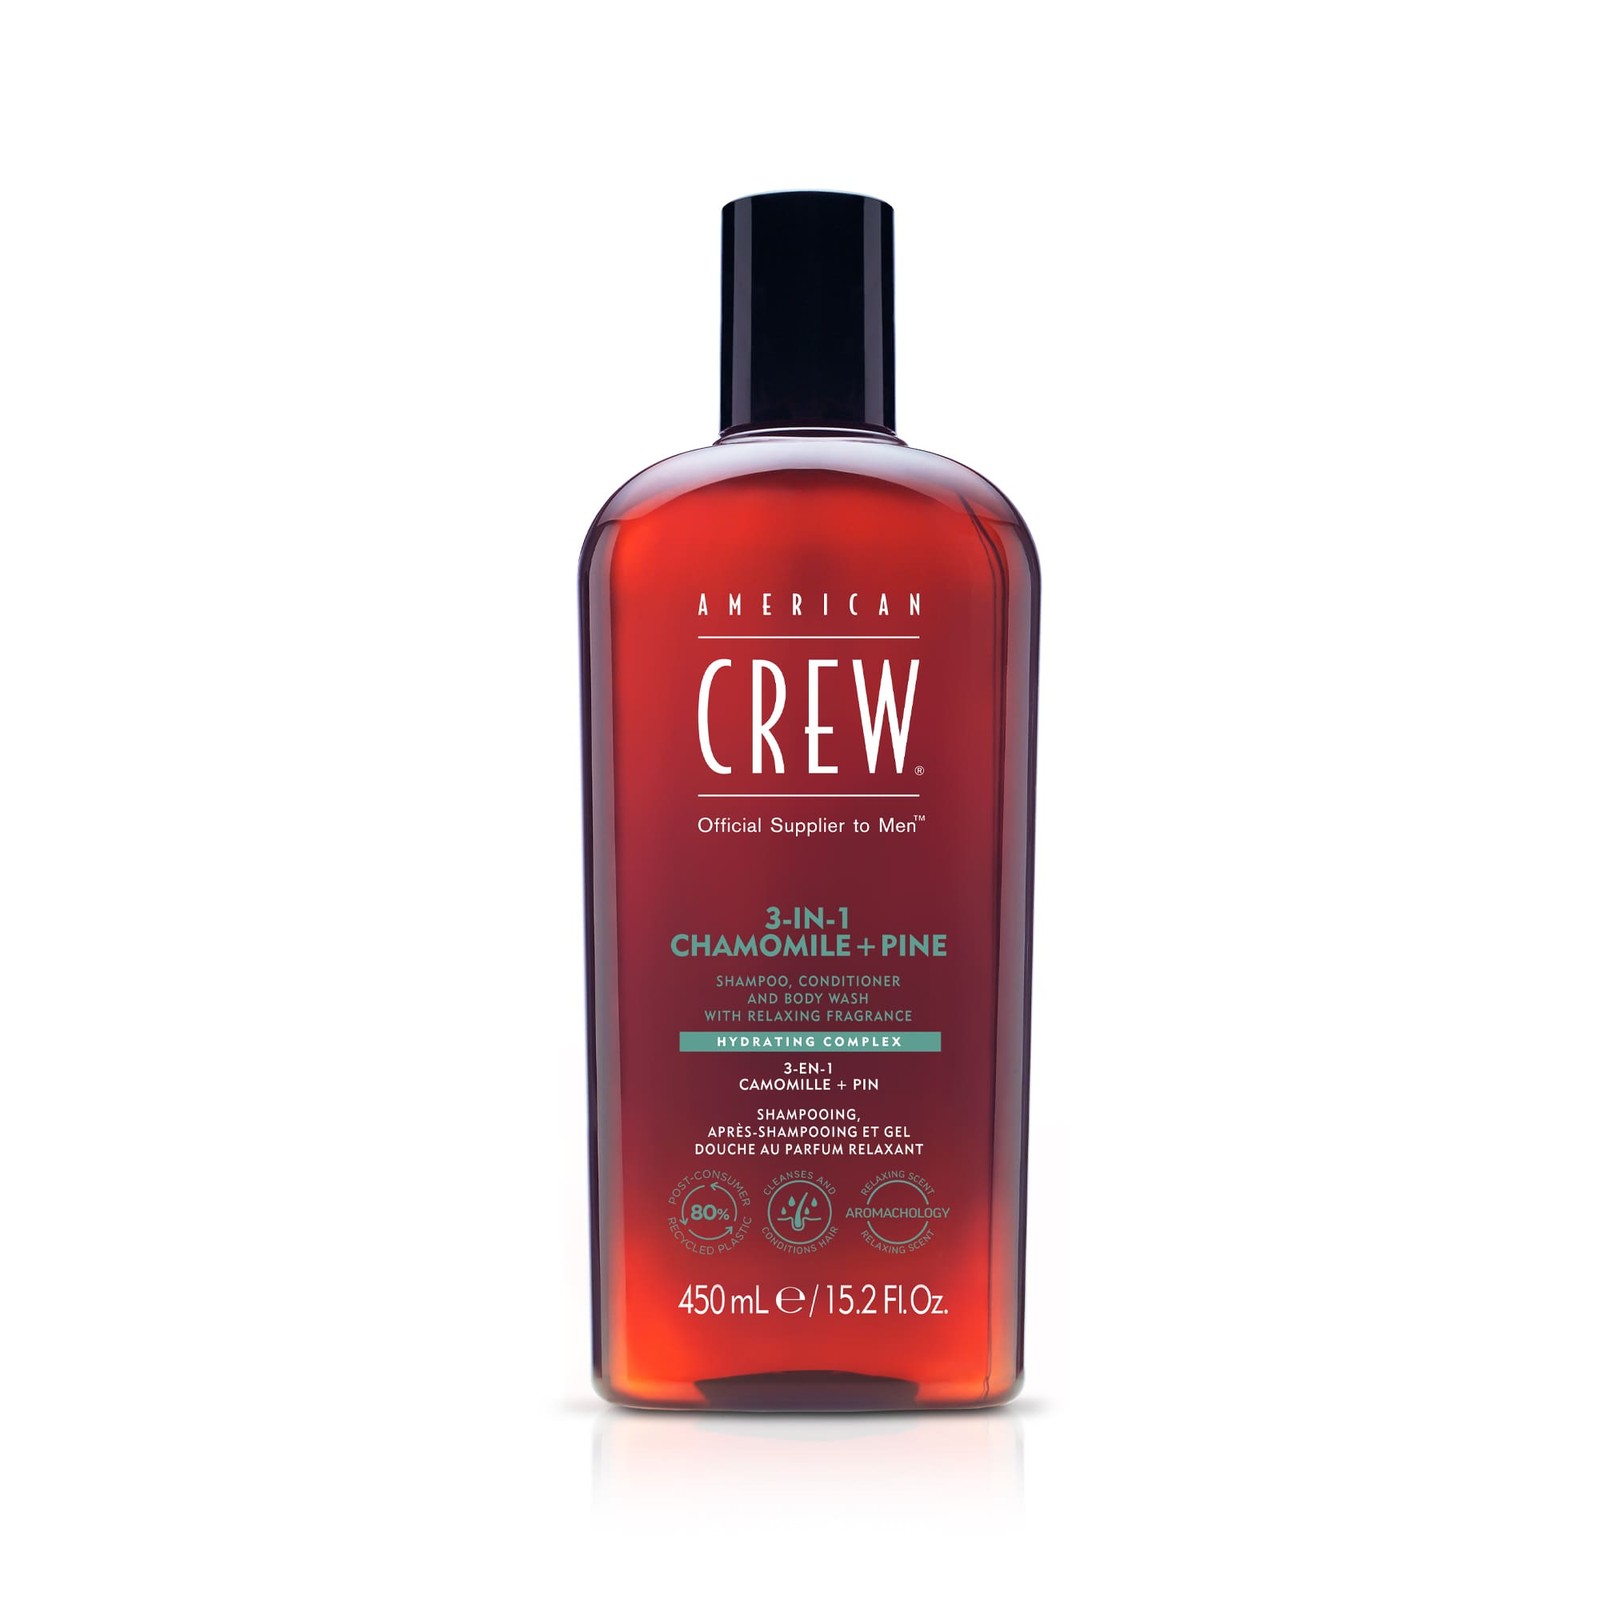 AMERICAN
CREW®
Official Supplier to Men™
3-IN-1
CHAMOMILE + PINE
SHAMPOO, CONDITIONER
AND BODY WASH
WITH RELAXING FRAGRANCE
HYDRATING COMPLEX
3-EN-1
CAMOMILLE + PIN
SHAMPOOING,
APRÈS-SHAMPOOING ET GEL
DOUCHE AU PARFUM RELAXANT
POST-CONSUMER
80%
RECYCLED PLASTIC
CLEANSES AND
CONDITIONS HAIR
RELAXING SCENT
AROMACHOLOGY
RELAXING SCENT
450 mL ℮ / 15.2 Fl. Oz.